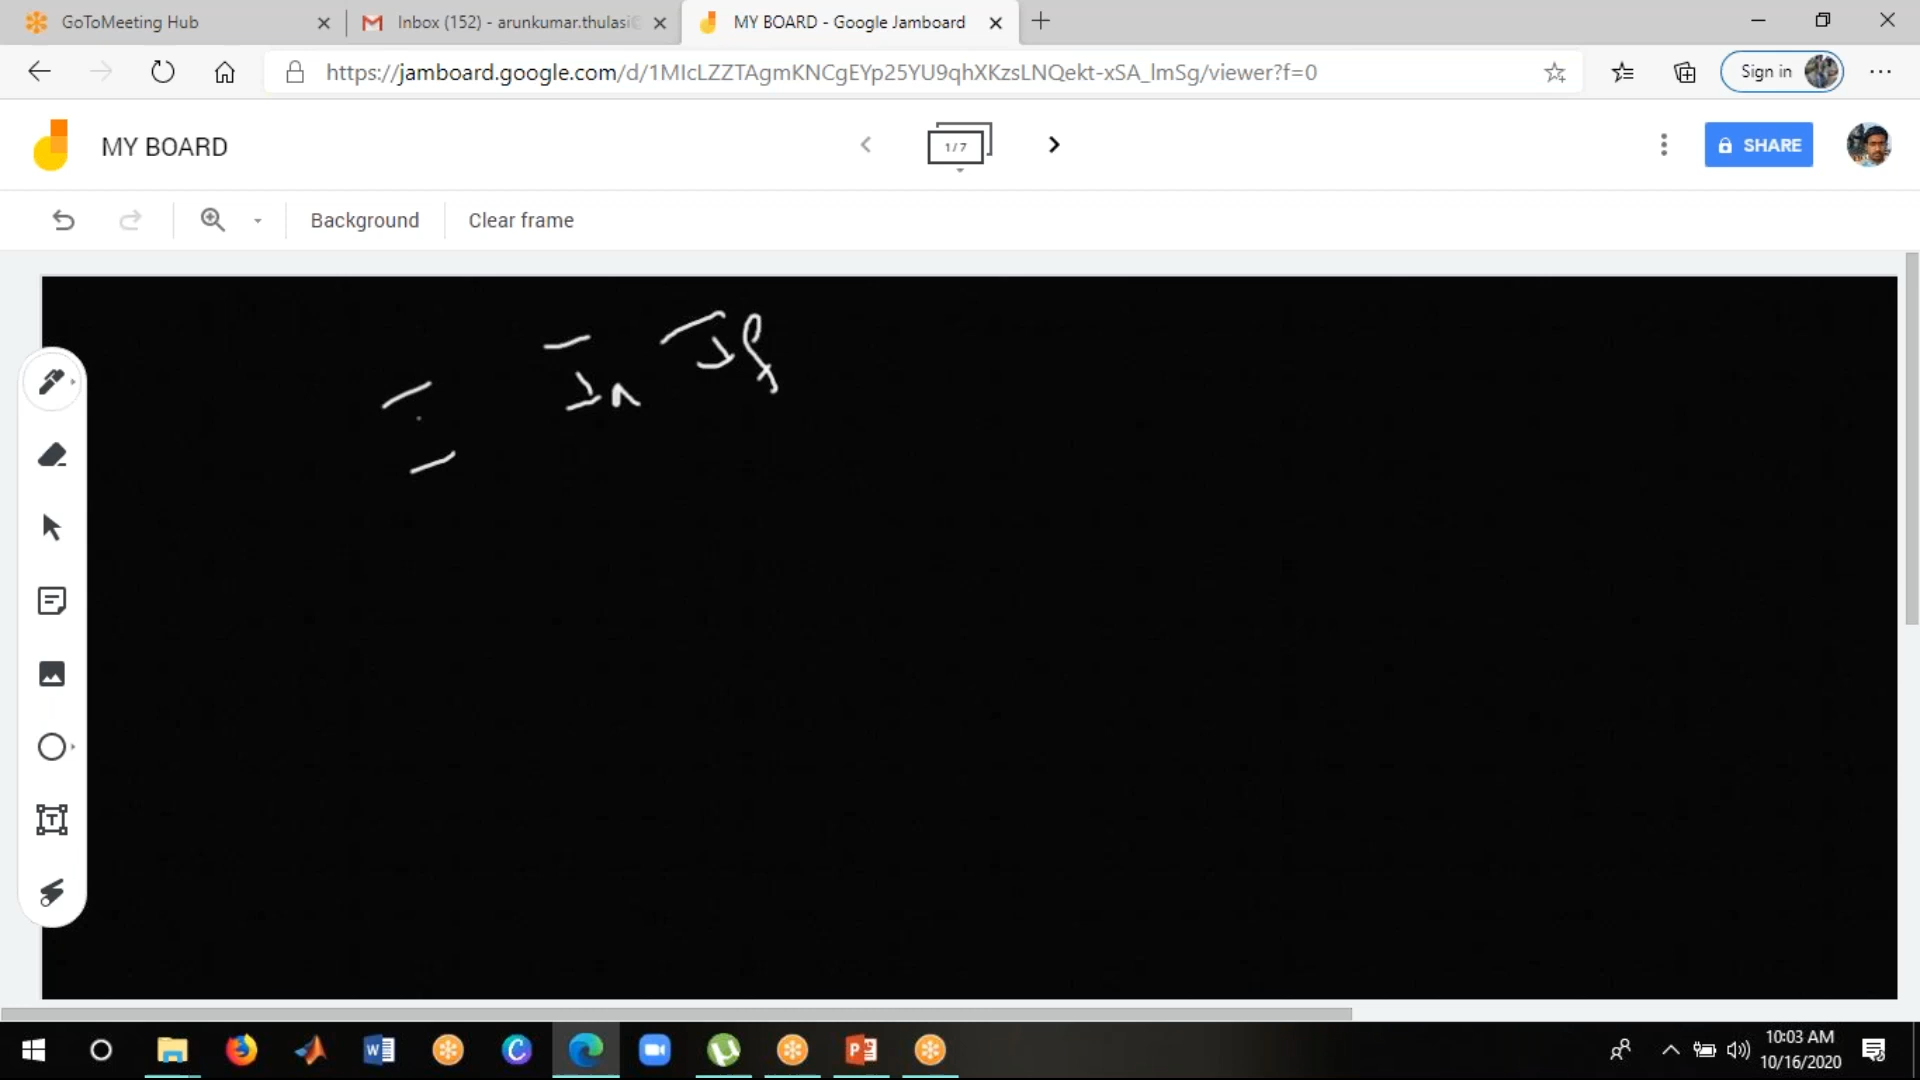 GoToMeeting Hub
Inbox (152) - arunkumar.thulasi
MY BOARD - Google Jamboard
https://jamboard.google.com/d/1MIcLZZTAgmKNCgEYp25YU9qhXKzsLNQekt-xSA_lmSg/viewer?f=0
Sign in
MY BOARD
1/7
SHARE
Background
Clear frame
10:03 AM
10/16/2020